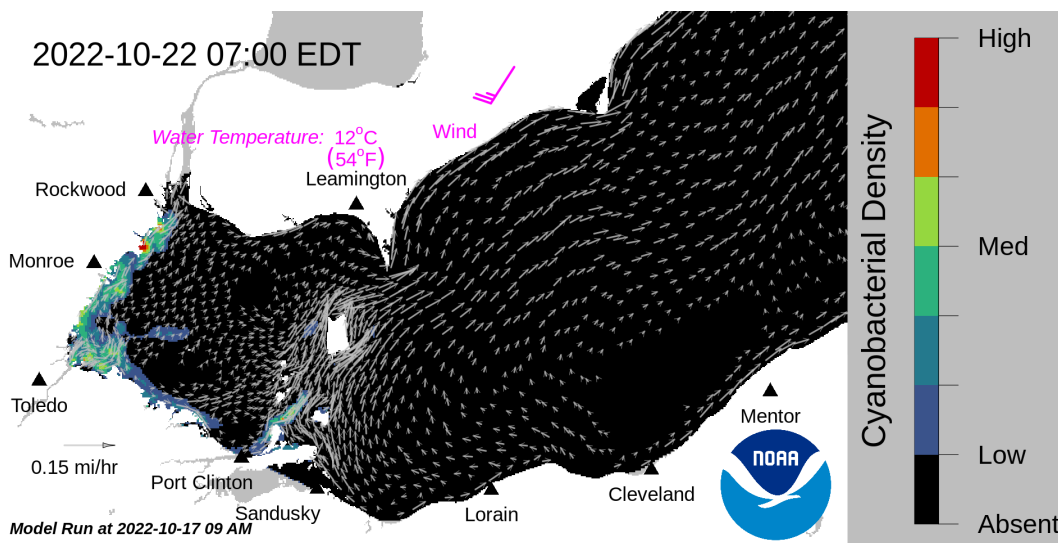 2022-10-22 07:00 EDT
Water Temperature: 12°C
(54°F)
Wind
Leamington
Rockwood
Monroe
Toledo
0.15 mi/hr
Port Clinton
Sandusky
Lorain
Cleveland
Mentor
NOAA
Model Run at 2022-10-17 09 AM
Cyanobacterial Density
High
Med
Low
Absent